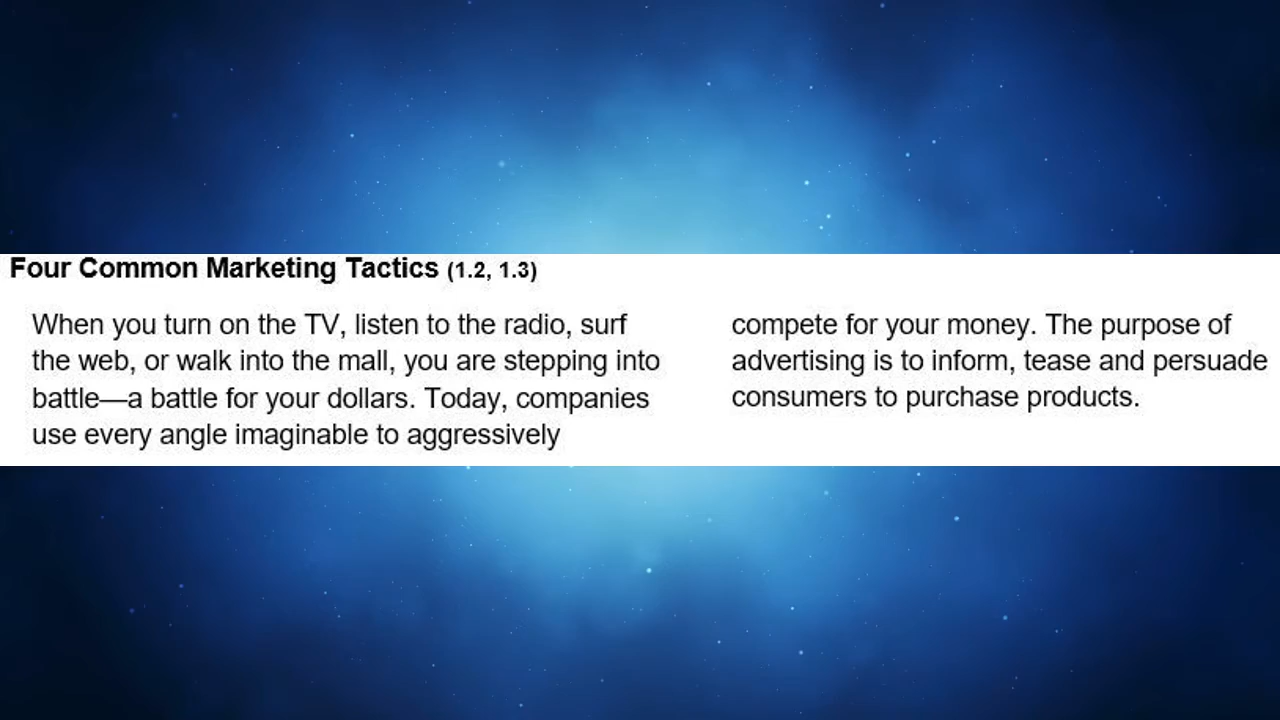 Four Common Marketing Tactics (1.2, 1.3)
When you turn on the TV, listen to the radio, surf
the web, or walk into the mall, you are stepping into
battle—a battle for your dollars. Today, companies
use every angle imaginable to aggressively
compete for your money. The purpose of
advertising is to inform, tease and persuade
consumers to purchase products.